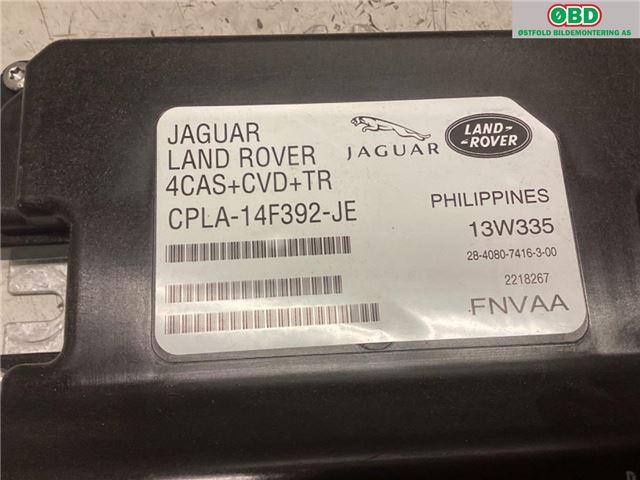 ØBD
ØSTFOLD BILDEMONTERING AS
JAGUAR
LAND ROVER
4CAS+CVD+TR
CPLA-14F392-JE
JAGUAR
LAND-
-ROVER
PHILIPPINES
13W335
28-4080-7416-3-00
2218267
FNVAA